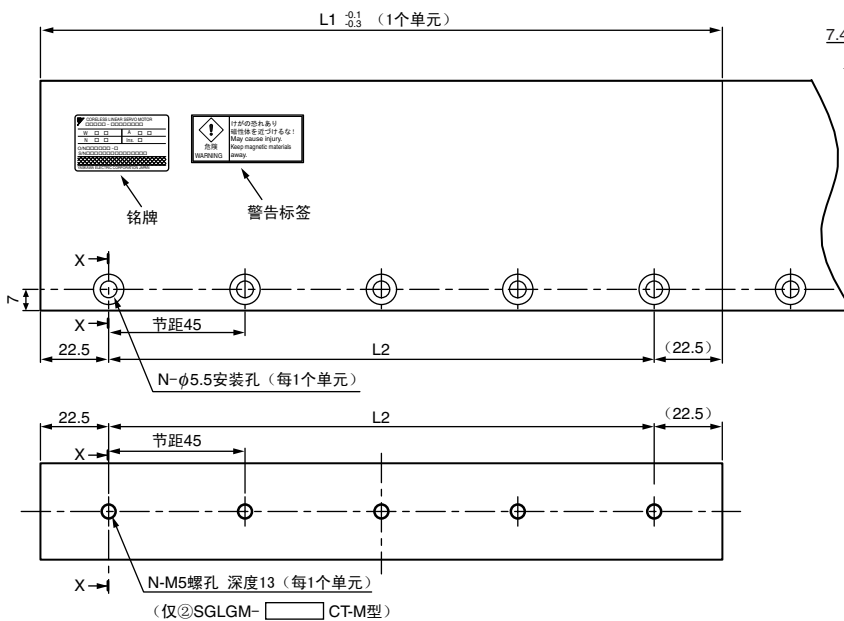 L1 -0.1 -0.3 （1个单元）
7.4
CORELESS LINEAR SERVO MOTOR
□□□□□-□□□□□□□□
W □ □ A □ □
N □ □ Ins. □
O/N□□□□□□-□
S/N□□□□□□□□□□□□□□□
YASKAWA ELECTRIC CORPORATION JAPAN
危険
WARNING
けがの恐れあり
磁性体を近づけるな！
May cause injury.
Keep magnetic materials
away.
铭牌
警告标签
X
7
X
节距45
22.5
L2
（22.5）
N-φ5.5安装孔（每1个单元）
22.5
L2
（22.5）
X
节距45
X
N-M5螺孔 深度13（每1个单元）
（仅②SGLGM- CT-M型）